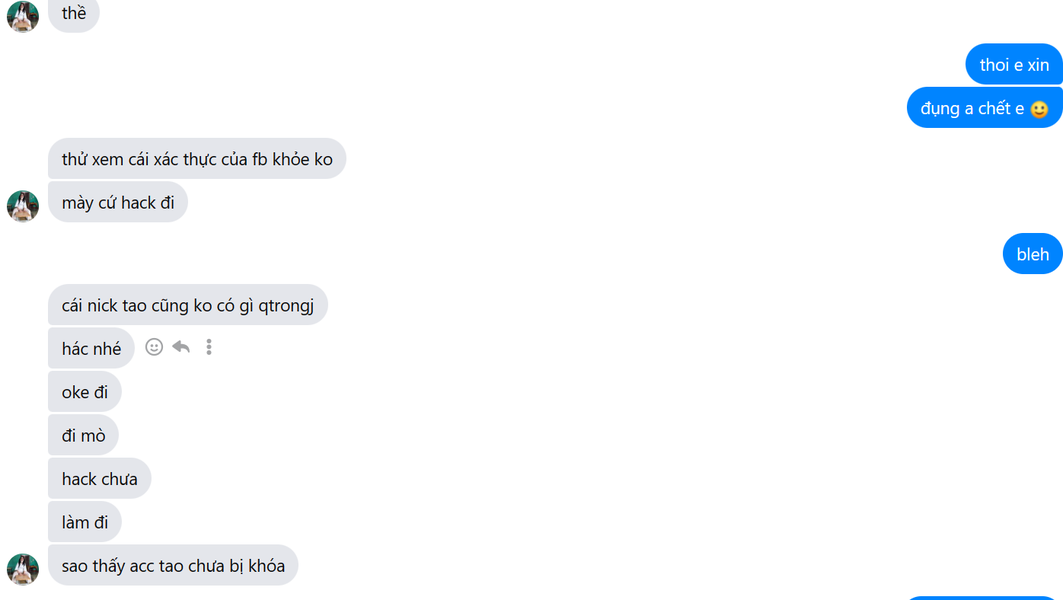 thề
thoi e xin
đụng a chết e
thử xem cái xác thực của fb khỏe ko
mày cứ hack đi
bleh
cái nick tao cũng ko có gì qtrongj
hác nhé
oke đi
đi mò
hack chưa
làm đi
sao thấy acc tao chưa bị khóa